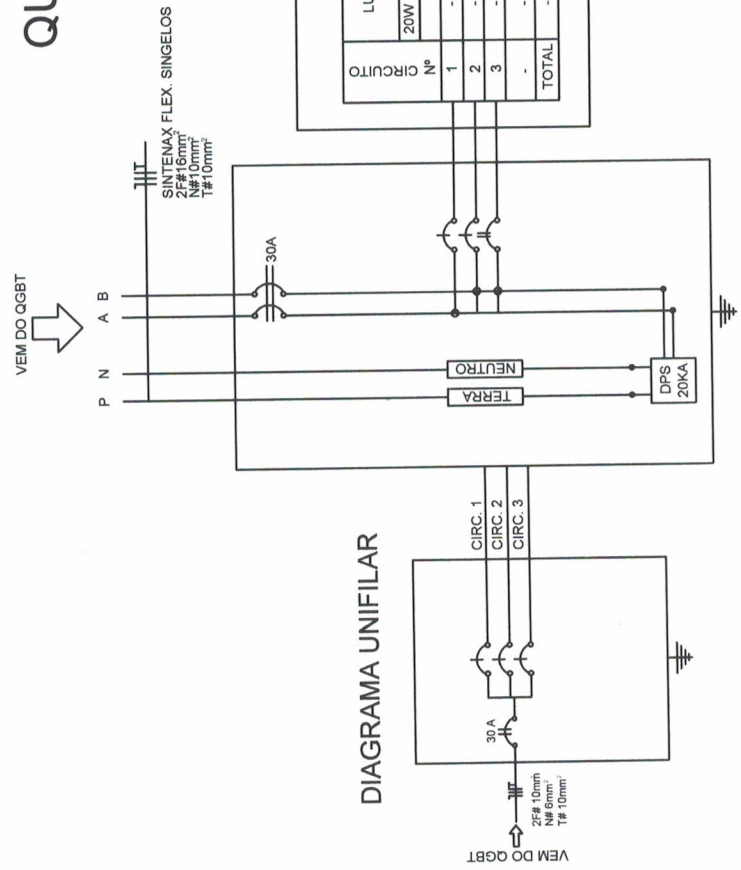 QU
VEM DO QGBT
P N A B
SINTENAX FLEX. SINGELOS
2F#16mm²
N#10mm²
T#10mm²
30A
TERRA
NEUTRO
DPS
20KA
LU
20W
CIRCUITO
Nº
1 -
2 -
3 -
- -
TOTAL -
DIAGRAMA UNIFILAR
CIRC. 1
CIRC. 2
CIRC. 3
30 A
2F# 10mm²
N# 6mm²
T# 10mm²
VEM DO QGBT